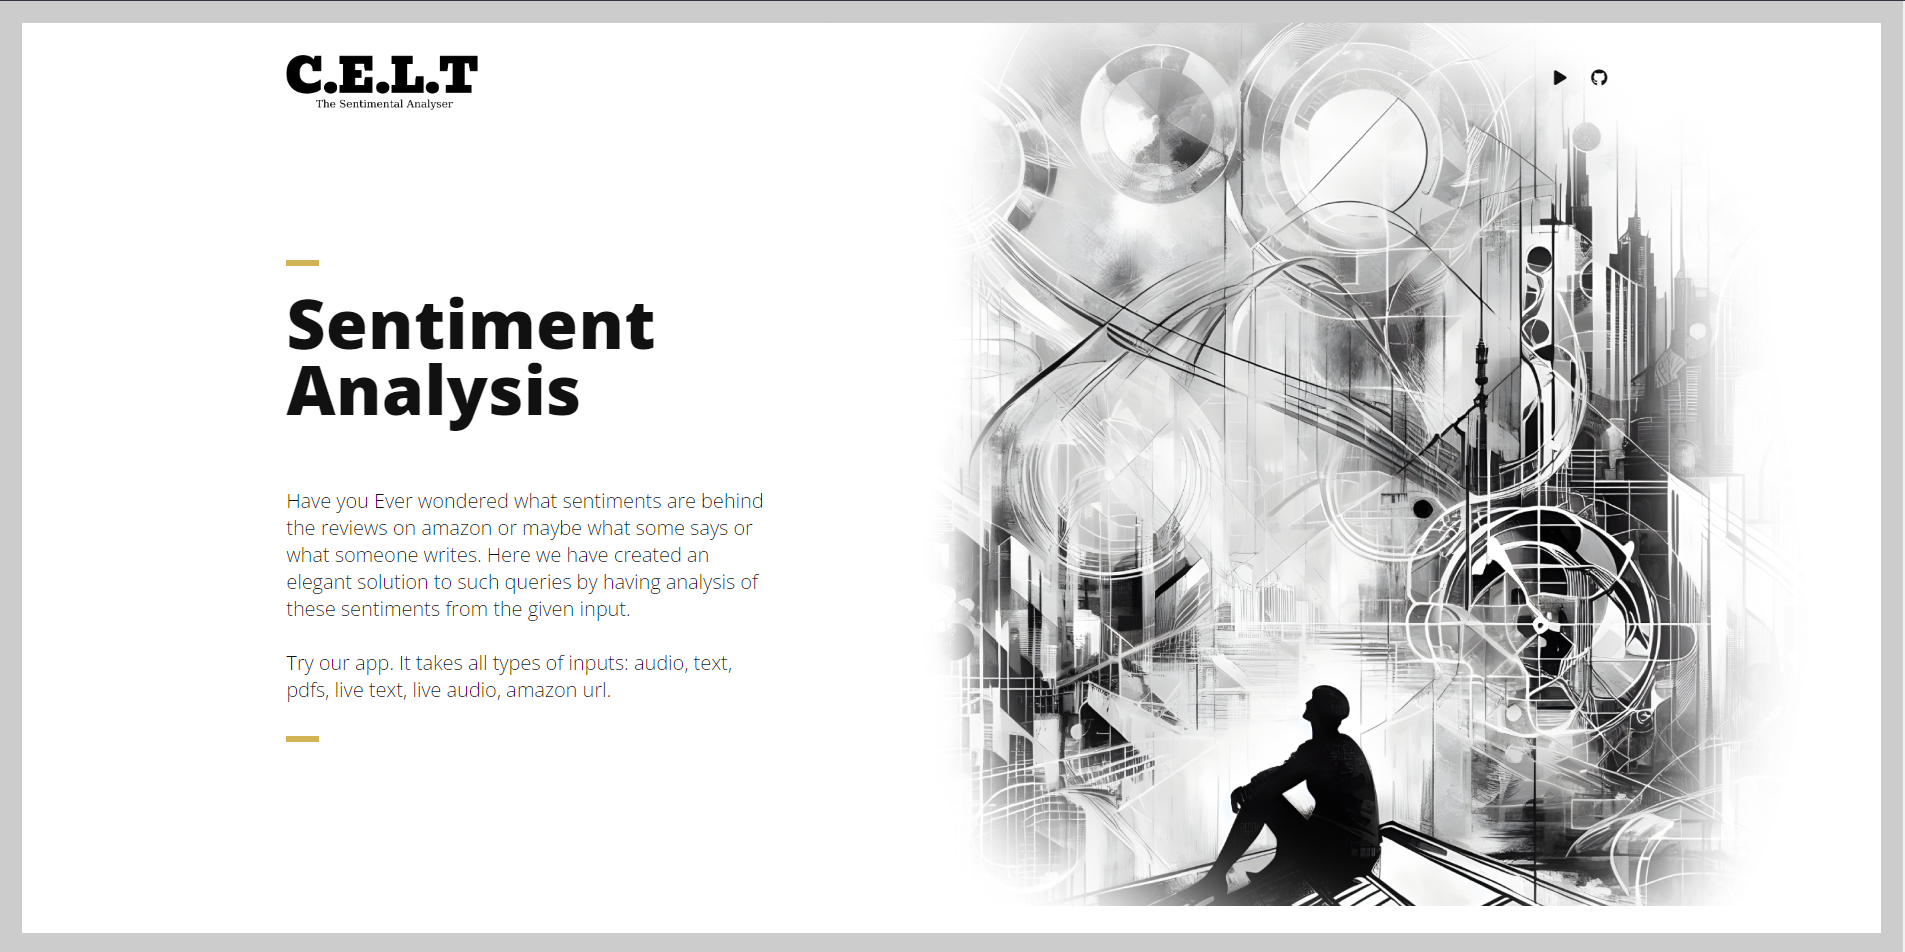 C.E.L.T
The Sentimental Analyser
Sentiment
Analysis
Have you Ever wondered what sentiments are behind
the reviews on amazon or maybe what some says or
what someone writes. Here we have created an
elegant solution to such queries by having analysis of
these sentiments from the given input.
Try our app. It takes all types of inputs: audio, text,
pdfs, live text, live audio, amazon url.